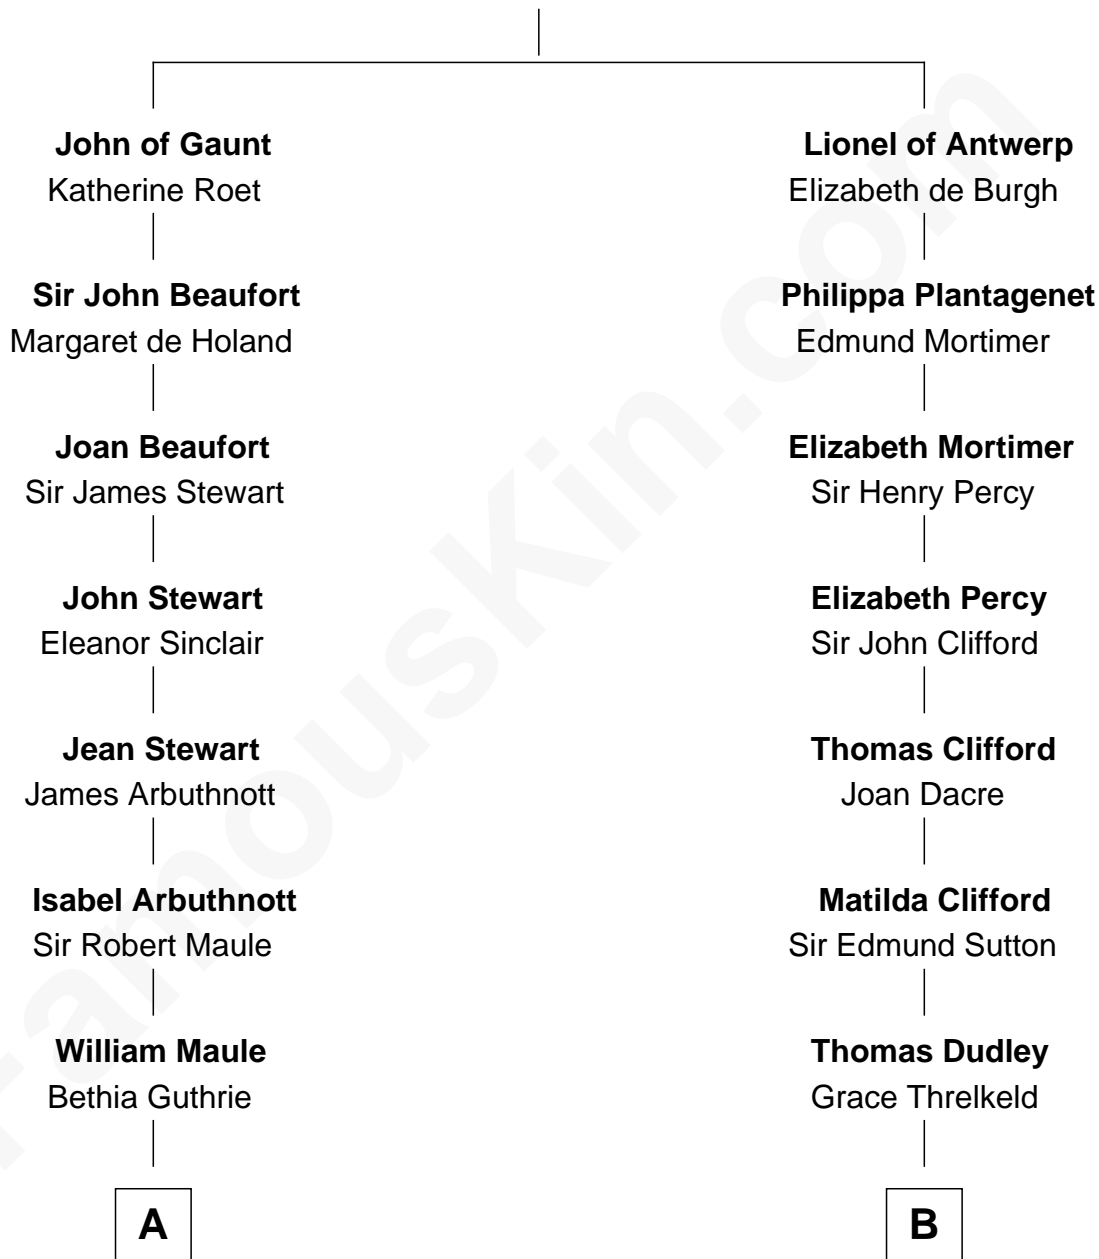 John of Gaunt
Katherine Roet
Sir John Beaufort
Margaret de Holand
Joan Beaufort
Sir James Stewart
John Stewart
Eleanor Sinclair
Jean Stewart
James Arbuthnott
Isabel Arbuthnott
Sir Robert Maule
William Maule
Bethia Guthrie
A
Lionel of Antwerp
Elizabeth de Burgh
Philippa Plantagenet
Edmund Mortimer
Elizabeth Mortimer
Sir Henry Percy
Elizabeth Percy
Sir John Clifford
Thomas Clifford
Joan Dacre
Matilda Clifford
Sir Edmund Sutton
Thomas Dudley
Grace Threlkeld
B
FamousKin.com